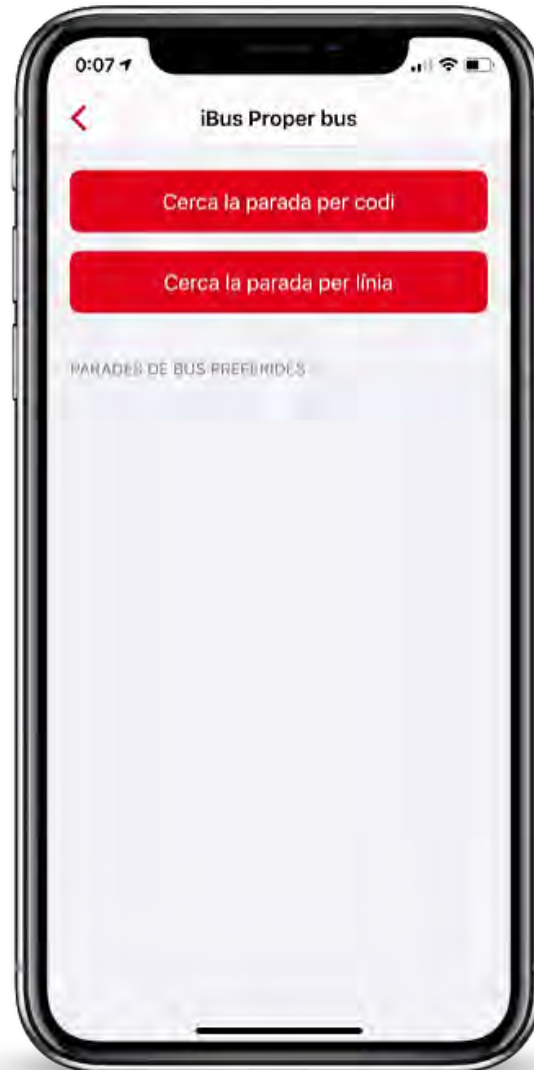 0:07
iBus Proper bus
Cerca la parada per codi
Cerca la parada per línia
PARADES DE BUS PREFERIDES